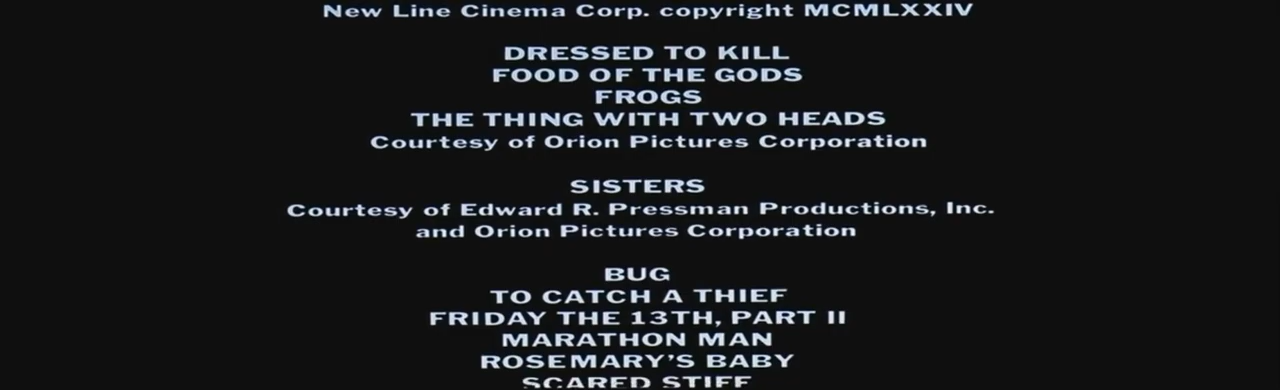 New Line Cinema Corp. copyright MCMLXXIV
DRESSED TO KILL
FOOD OF THE GODS
FROGS
THE THING WITH TWO HEADS
Courtesy of Orion Pictures Corporation
SISTERS
Courtesy of Edward R. Pressman Productions, Inc.
and Orion Pictures Corporation
BUG
TO CATCH A THIEF
FRIDAY THE 13TH, PART II
MARATHON MAN
ROSEMARY'S BABY
SCARED STIFF